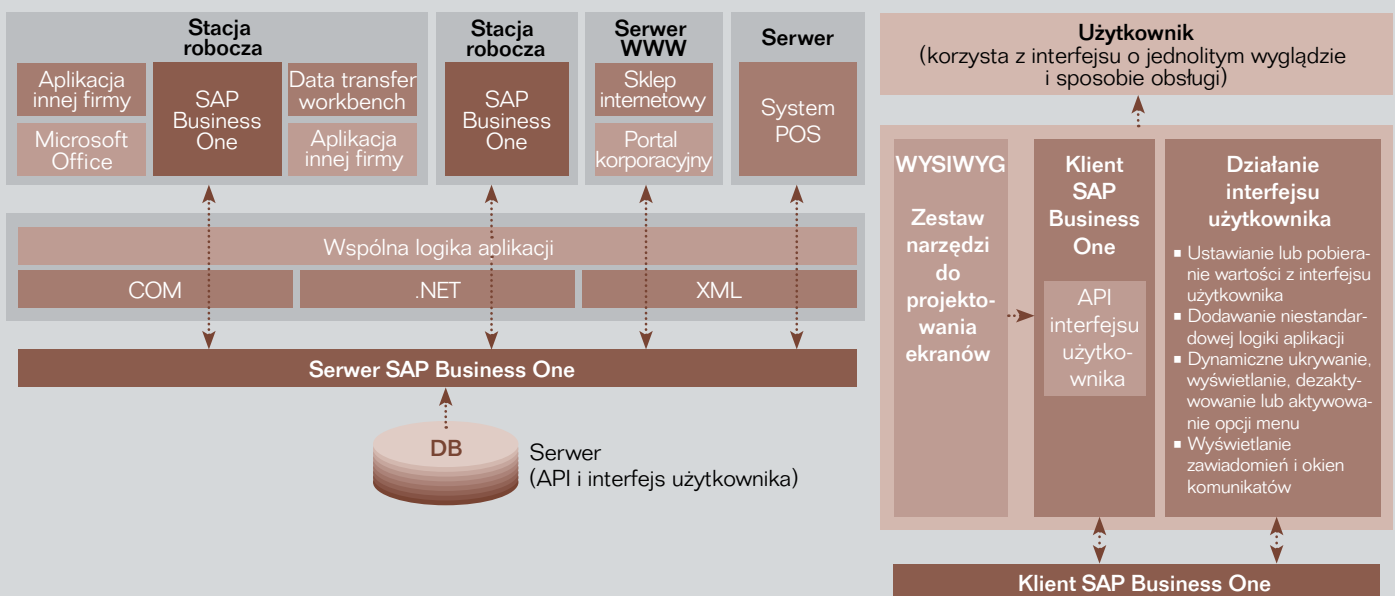 Stacja
robocza
Aplikacja
innej firmy
Microsoft
Office
SAP
Business
One
Data transfer
workbench
Aplikacja
innej firmy
Stacja
robocza
SAP
Business
One
Serwer
WWW
Sklep
internetowy
Portal
korporacyjny
Serwer
System
POS
Wspólna logika aplikacji
COM
.NET
XML
Serwer SAP Business One
DB
Serwer
(API i interfejs użytkownika)
Użytkownik
(korzysta z interfejsu o jednolitym wyglądzie
i sposobie obsługi)
WYSIWYG
Zestaw
narzędzi
do
projekto-
wania
ekranów
Klient
SAP
Business
One
API
interfejsu
użytko-
wnika
Działanie
interfejsu
użytkownika
▪ Ustawianie lub pobiera-
nie wartości z interfejsu
użytkownika
▪ Dodawanie niestandar-
dowej logiki aplikacji
▪ Dynamiczne ukrywanie,
wyświetlanie, dezakty-
wowanie lub aktywowa-
nie opcji menu
▪ Wyświetlanie
zawiadomień i okien
komunikatów
Klient SAP Business One